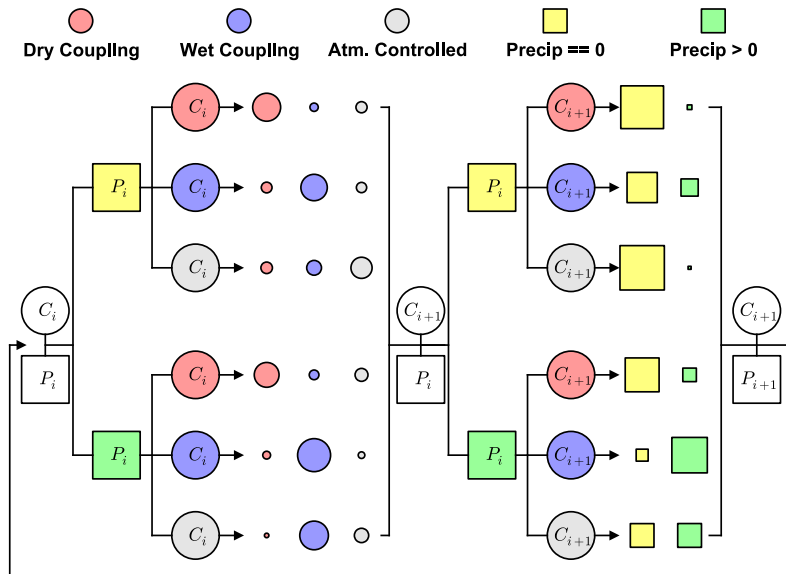 Dry Coupling Wet Coupling Atm. Controlled Precip == 0 Precip > 0
C_i C_{i+1}
P_i C_i P_i C_{i+1}
C_i C_{i+1}
C_i C_{i+1} C_{i+1}
P_i P_i P_{i+1}
C_i C_{i+1}
P_i C_i P_i C_{i+1}
C_i C_{i+1}